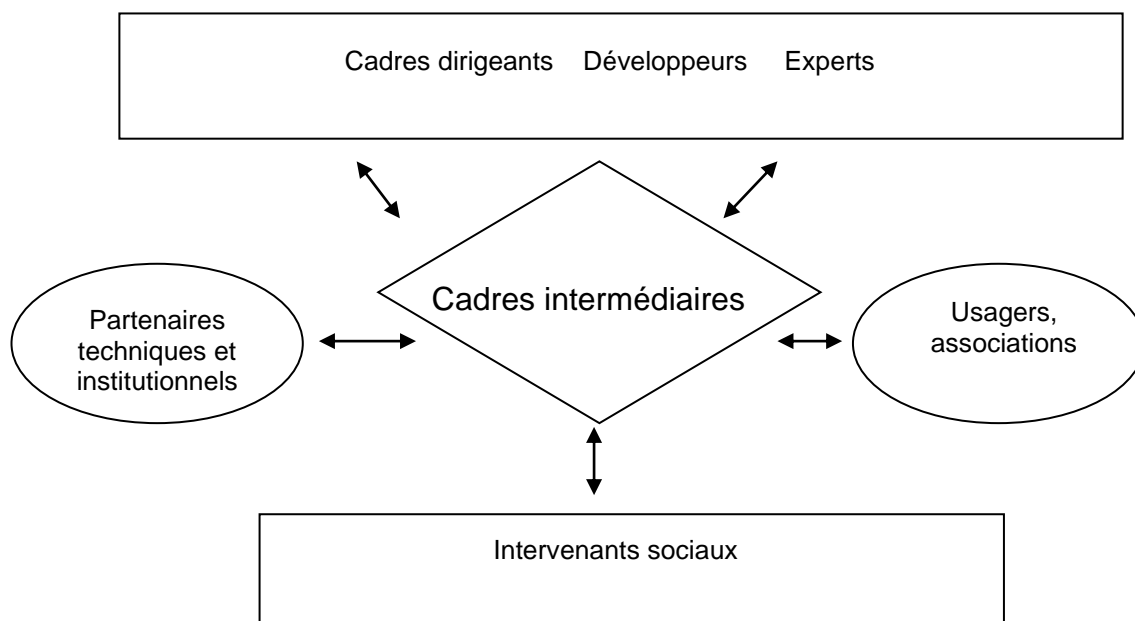 Cadres dirigeants Développeurs Experts
Cadres intermédiaires
Partenaires
techniques et
institutionnels
Usagers,
associations
Intervenants sociaux